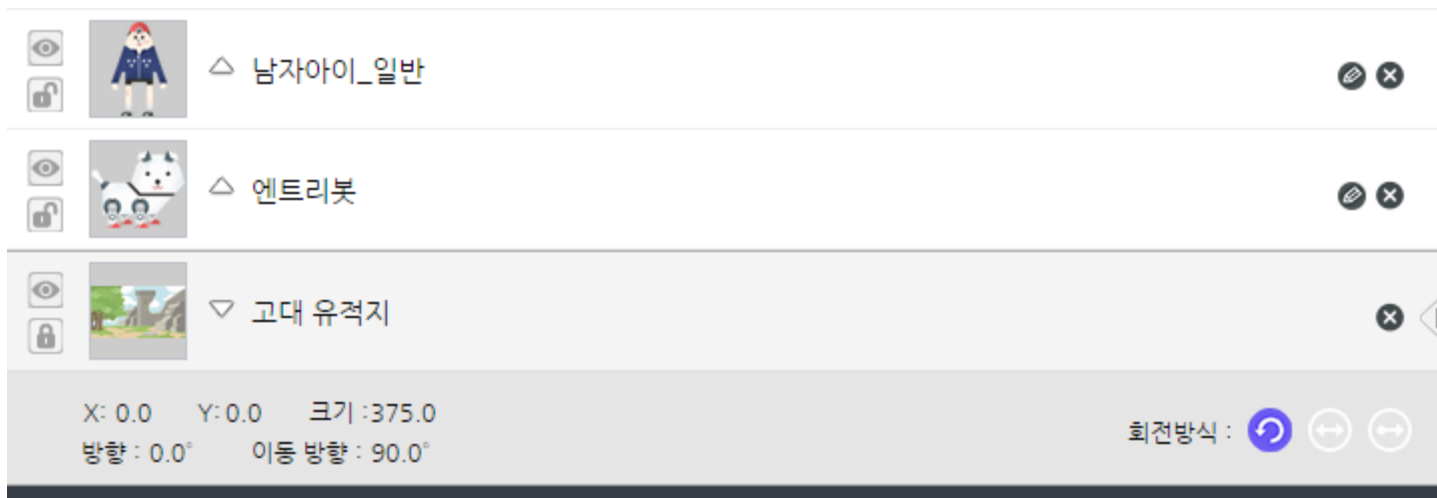 남자아이_일반
엔트리봇
고대 유적지
X: 0.0 Y: 0.0 크기 : 375.0
방향 : 0.0° 이동 방향 : 90.0°
회전방식 :